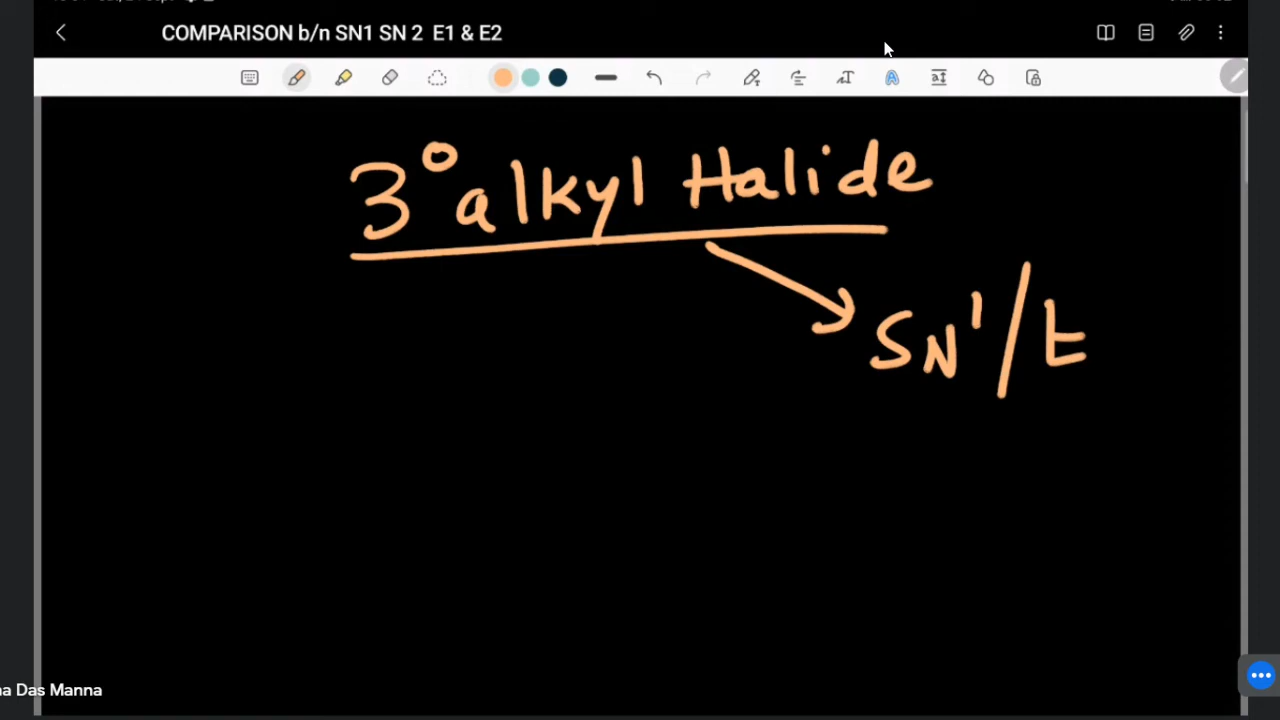 COMPARISON b/n SN1 SN 2 E1 & E2
3° alkyl Halide
SN1/E
Das Manna